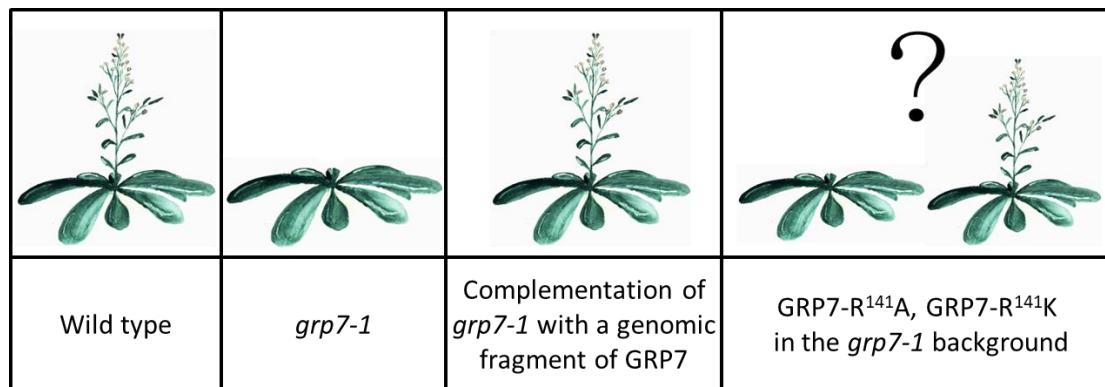 ?
Wild type
grp7-1
Complementation of
grp7-1 with a genomic
fragment of GRP7
GRP7-R¹⁴¹A, GRP7-R¹⁴¹K
in the grp7-1 background